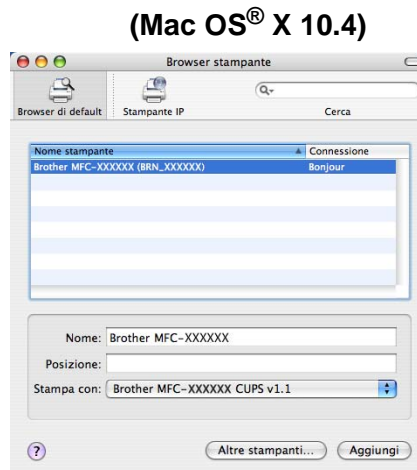 (Mac OS® X 10.4)
Browser stampante
Browser di default
Stampante IP
Cerca
Nome stampante
Connessione
Brother MFC-XXXXXX (BRN_XXXXXX)
Bonjour
Nome: Brother MFC-XXXXXX
Posizione:
Stampa con: Brother MFC-XXXXXX CUPS v1.1
?
Altre stampanti...
Aggiungi